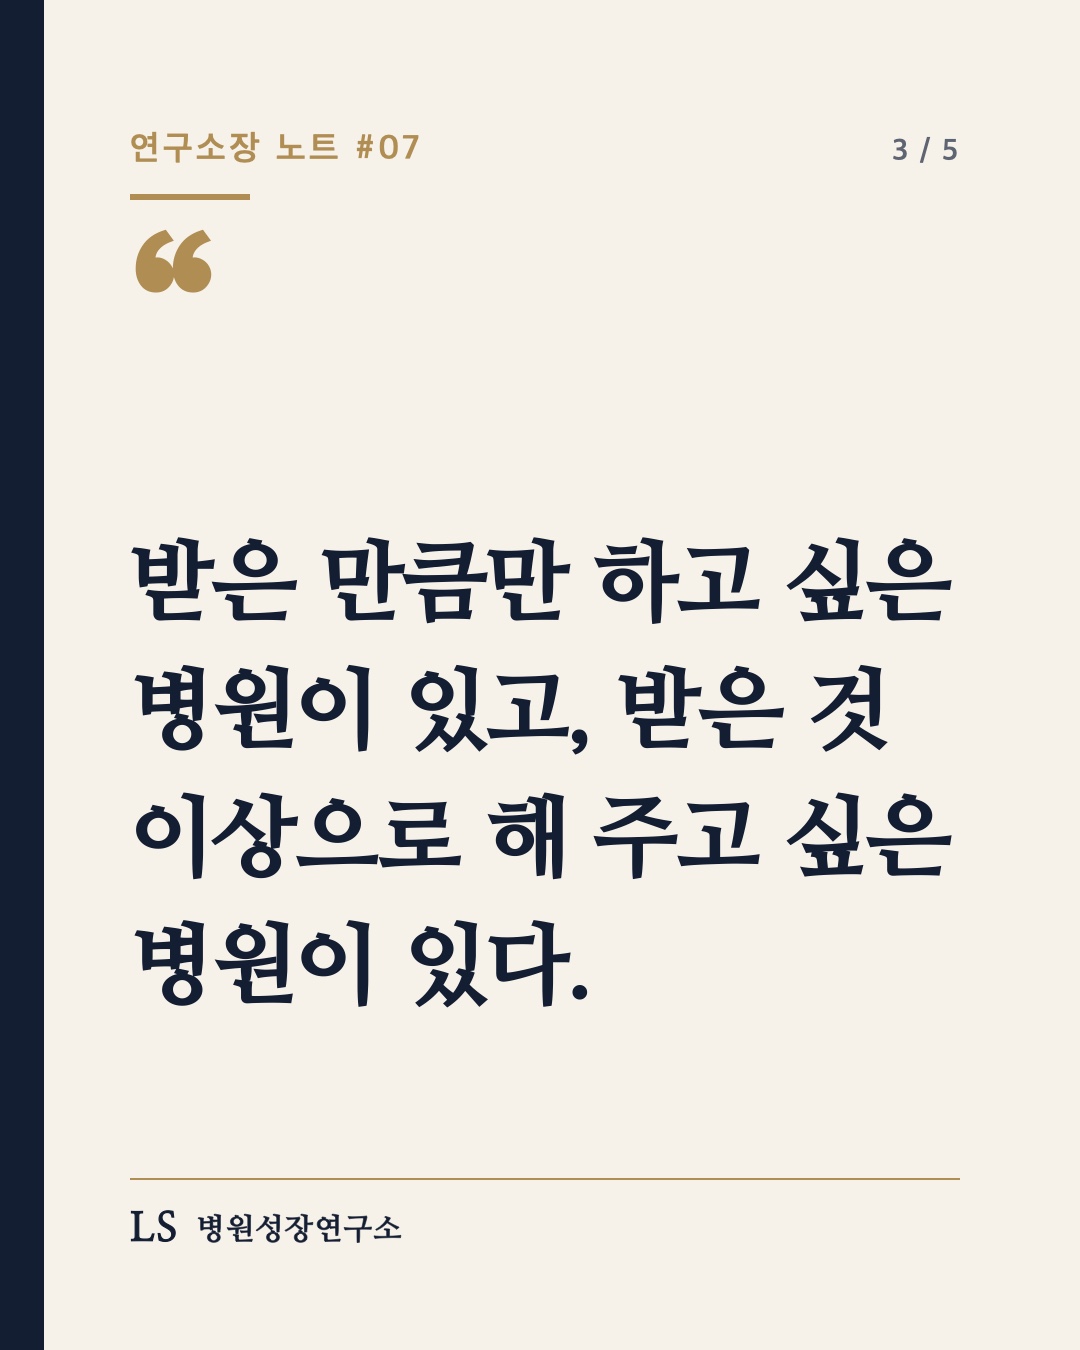 연구소장 노트 #07
3 / 5
“
받은 만큼만 하고 싶은
병원이 있고, 받은 것
이상으로 해 주고 싶은
병원이 있다.
LS 병원성장연구소